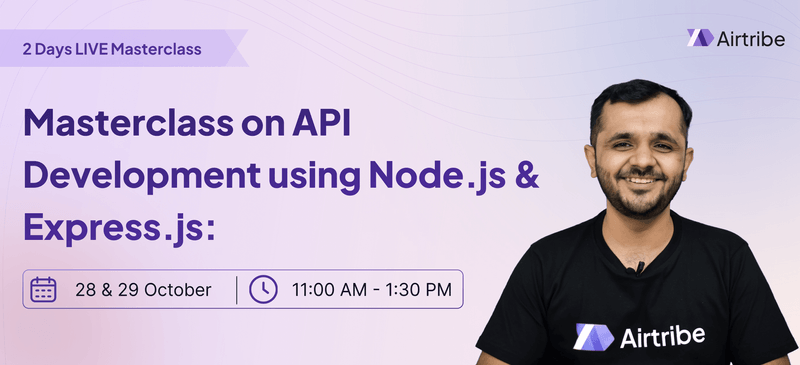 2 Days LIVE Masterclass
Airtribe
Masterclass on API
Development using Node.js &
Express.js:
28 & 29 October
11:00 AM - 1:30 PM
Airtribe